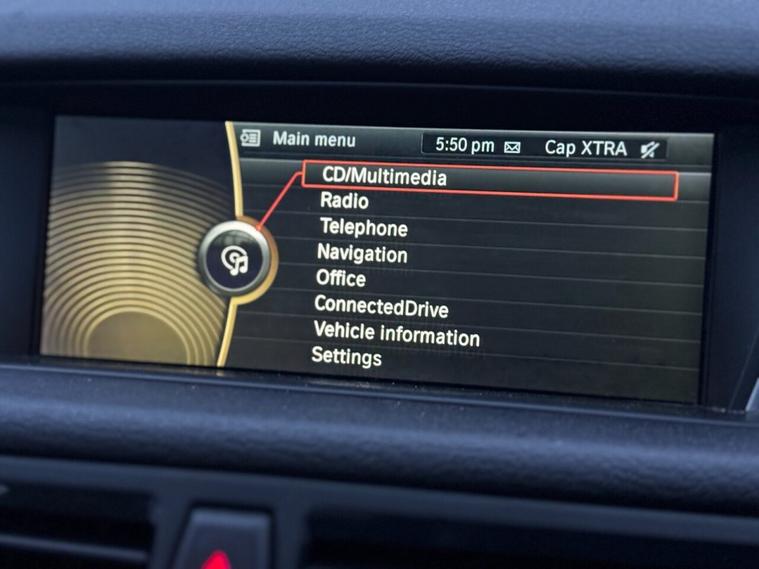 Main menu
5:50 pm Cap XTRA
CD/Multimedia
Radio
Telephone
Navigation
Office
ConnectedDrive
Vehicle information
Settings